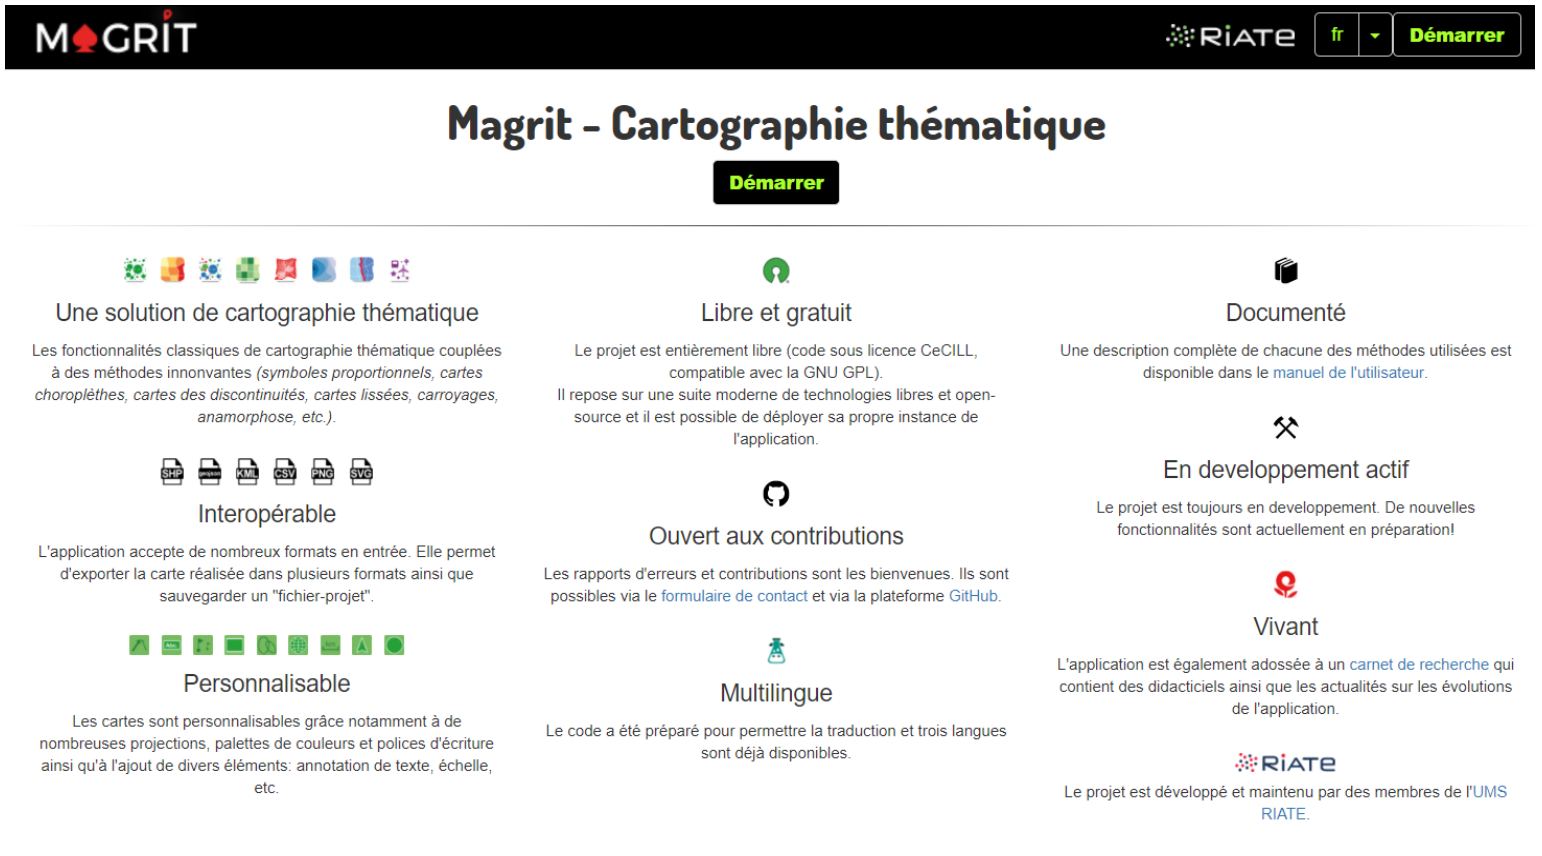 MAGRIT
RIATE
fr
Démarrer
Magrit - Cartographie thématique
Démarrer
Une solution de cartographie thématique
Les fonctionnalités classiques de cartographie thématique couplées
à des méthodes innonvantes (symboles proportionnels, cartes
choroplèthes, cartes des discontinuités, cartes lissées, carroyages,
anamorphose, etc.).
SHP geojson KML CSV PNG SVG
Interopérable
L'application accepte de nombreux formats en entrée. Elle permet
d'exporter la carte réalisée dans plusieurs formats ainsi que
sauvegarder un "fichier-projet".
Abc
Personnalisable
Les cartes sont personnalisables grâce notamment à de
nombreuses projections, palettes de couleurs et polices d'écriture
ainsi qu'à l'ajout de divers éléments: annotation de texte, échelle,
etc.
Libre et gratuit
Le projet est entièrement libre (code sous licence CeCILL,
compatible avec la GNU GPL).
Il repose sur une suite moderne de technologies libres et open-
source et il est possible de déployer sa propre instance de
l'application.
Ouvert aux contributions
Les rapports d'erreurs et contributions sont les bienvenues. Ils sont
possibles via le formulaire de contact et via la plateforme GitHub.
Multilingue
Le code a été préparé pour permettre la traduction et trois langues
sont déjà disponibles.
Documenté
Une description complète de chacune des méthodes utilisées est
disponible dans le manuel de l'utilisateur.
En developpement actif
Le projet est toujours en developpement. De nouvelles
fonctionnalités sont actuellement en préparation!
Vivant
L'application est également adossée à un carnet de recherche qui
contient des didacticiels ainsi que les actualités sur les évolutions
de l'application.
RIATE
Le projet est développé et maintenu par des membres de l'UMS
RIATE.